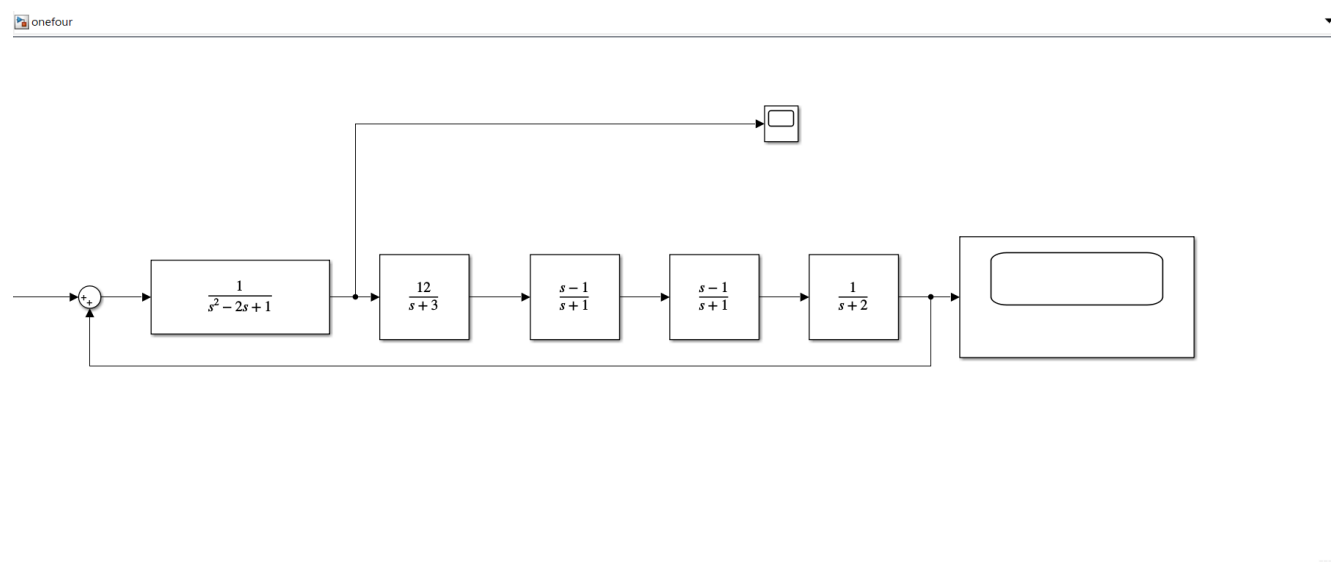 onefour
+
+
1
s² − 2s + 1
12
s + 3
s − 1
s + 1
s − 1
s + 1
1
s + 2